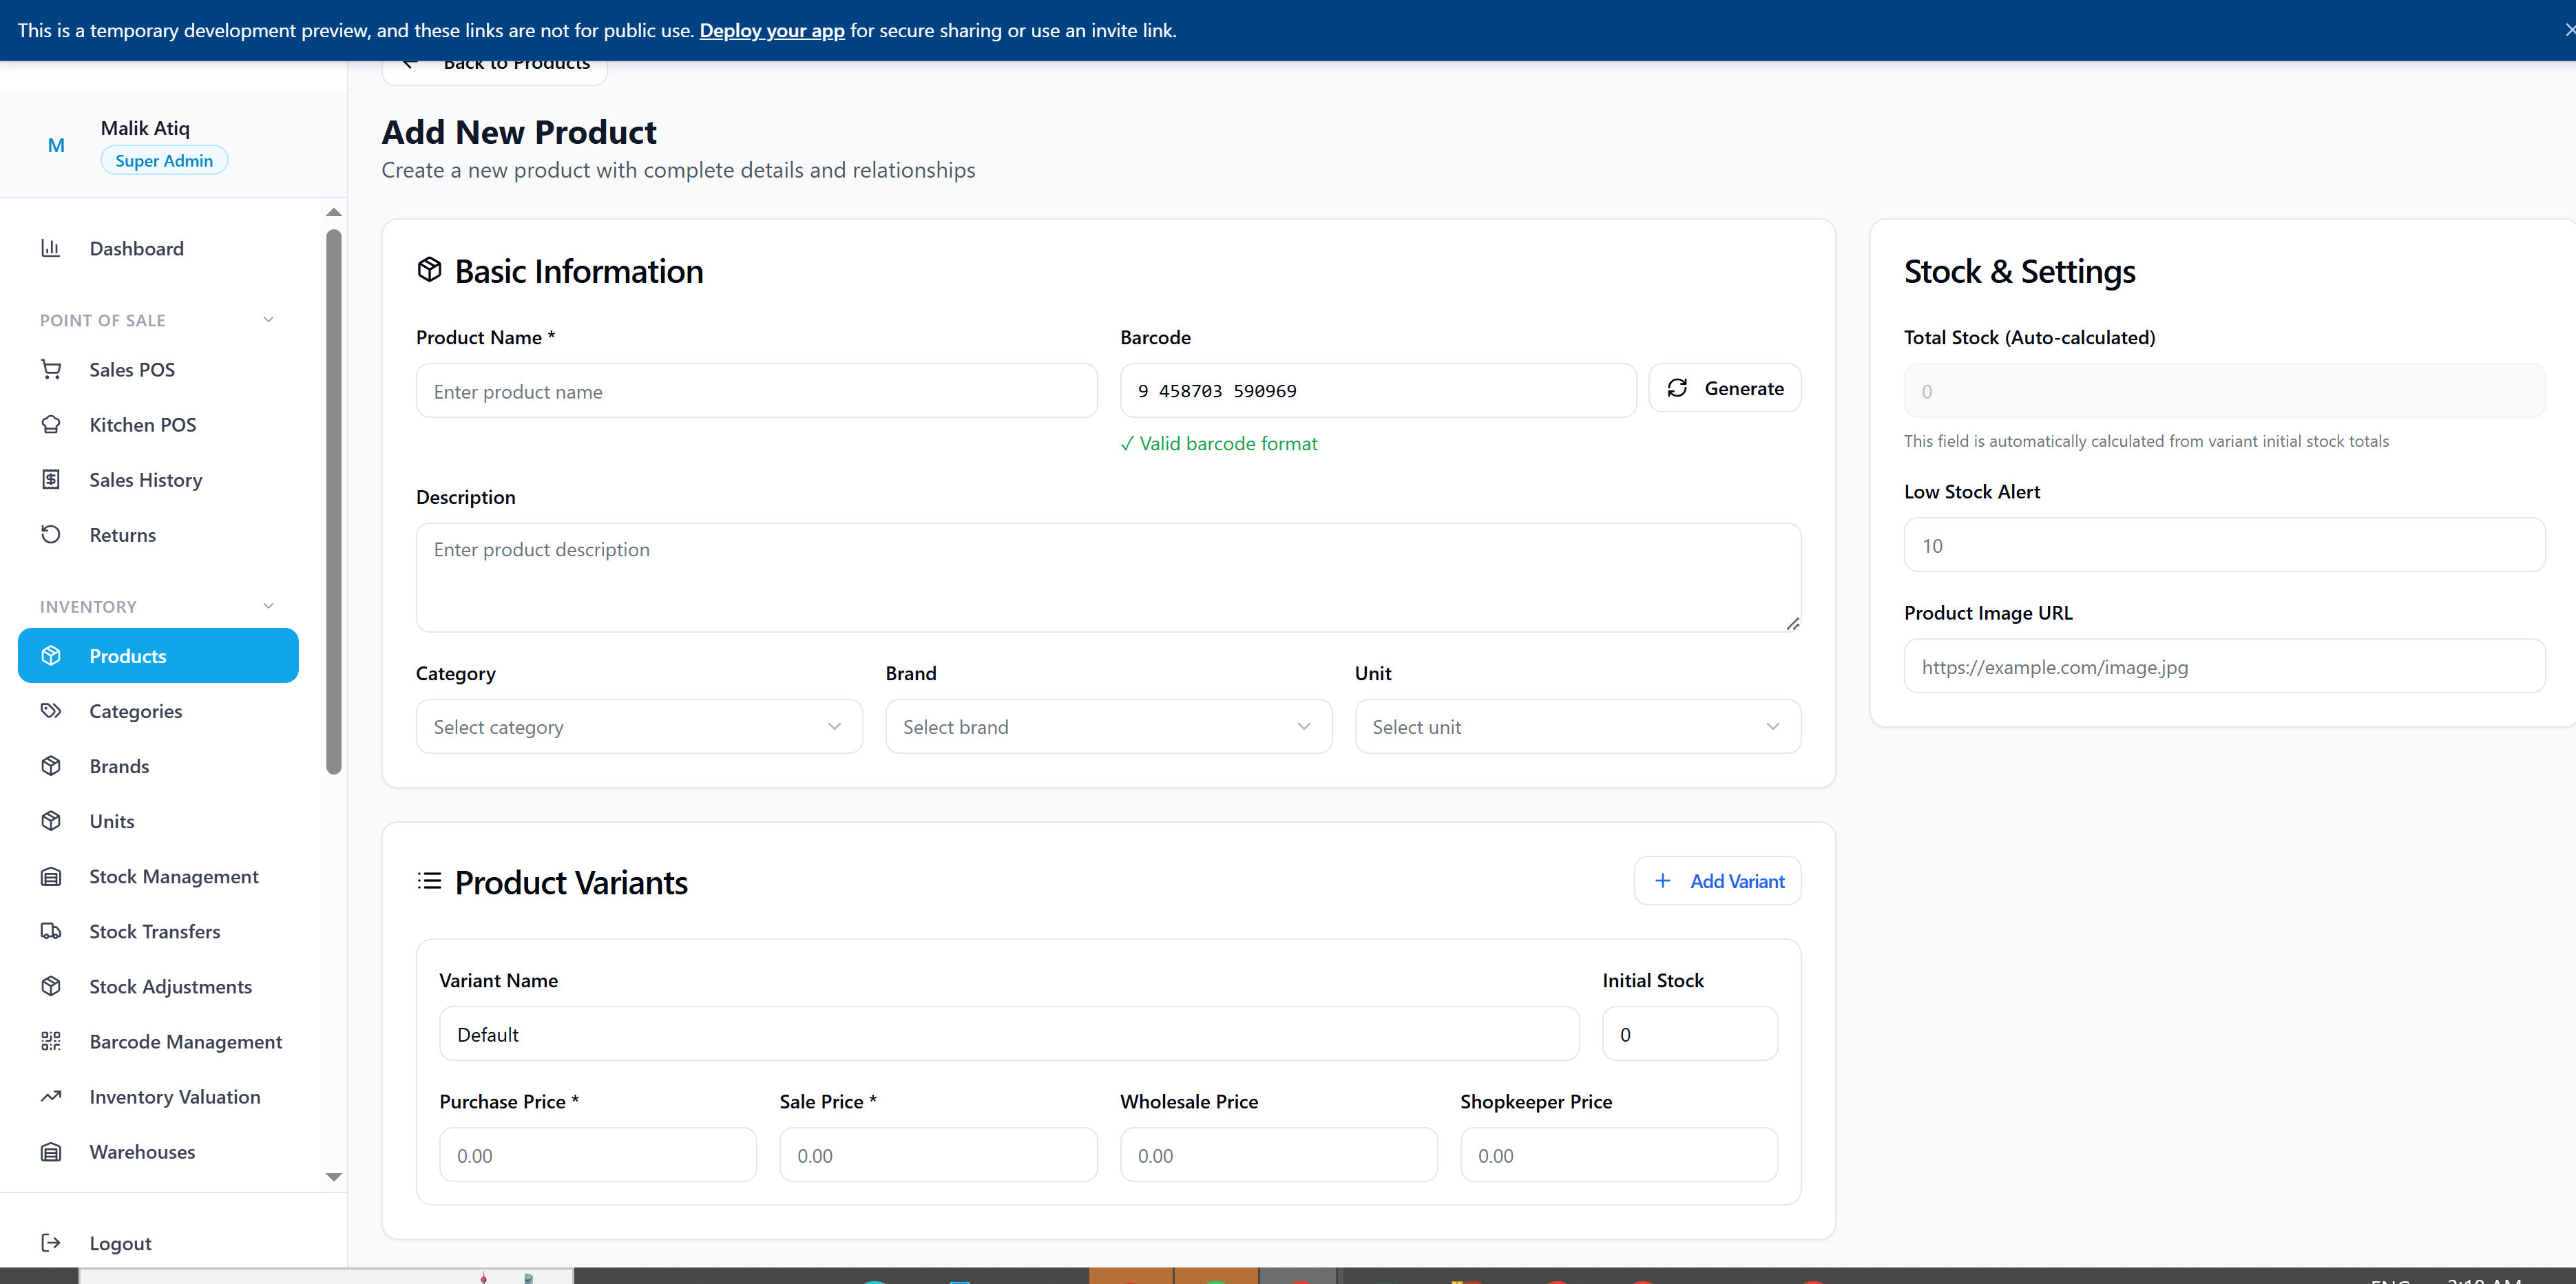 This is a temporary development preview, and these links are not for public use. Deploy your app for secure sharing or use an invite link.
Back to Products
M
Malik Atiq
Super Admin
Dashboard
POINT OF SALE
Sales POS
Kitchen POS
Sales History
Returns
INVENTORY
Products
Categories
Brands
Units
Stock Management
Stock Transfers
Stock Adjustments
Barcode Management
Inventory Valuation
Warehouses
Logout
Add New Product
Create a new product with complete details and relationships
Basic Information
Product Name *
Enter product name
Barcode
9 458703 590969
Generate
✓ Valid barcode format
Description
Enter product description
Category
Select category
Brand
Select brand
Unit
Select unit
Product Variants
Add Variant
Variant Name
Default
Initial Stock
0
Purchase Price *
0.00
Sale Price *
0.00
Wholesale Price
0.00
Shopkeeper Price
0.00
Stock & Settings
Total Stock (Auto-calculated)
0
This field is automatically calculated from variant initial stock totals
Low Stock Alert
10
Product Image URL
https://example.com/image.jpg